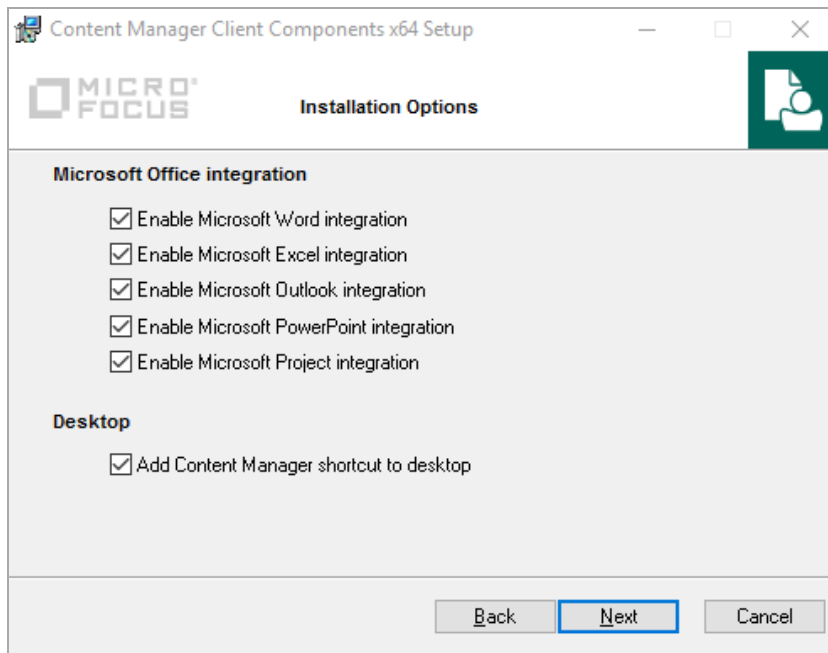 Content Manager Client Components x64 Setup
MICRO
FOCUS
Installation Options
Microsoft Office integration
Enable Microsoft Word integration
Enable Microsoft Excel integration
Enable Microsoft Outlook integration
Enable Microsoft PowerPoint integration
Enable Microsoft Project integration
Desktop
Add Content Manager shortcut to desktop
Back Next Cancel